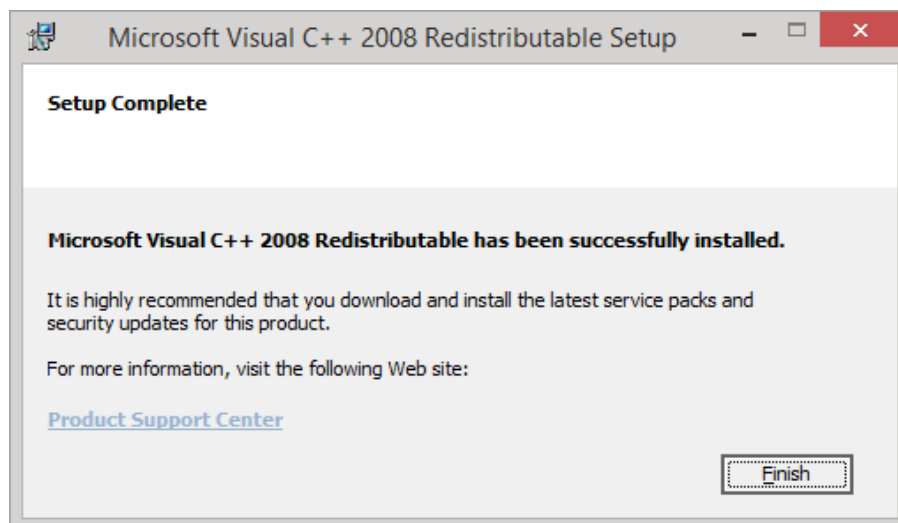 Microsoft Visual C++ 2008 Redistributable Setup
Setup Complete
Microsoft Visual C++ 2008 Redistributable has been successfully installed.
It is highly recommended that you download and install the latest service packs and
security updates for this product.
For more information, visit the following Web site:
Product Support Center
Finish